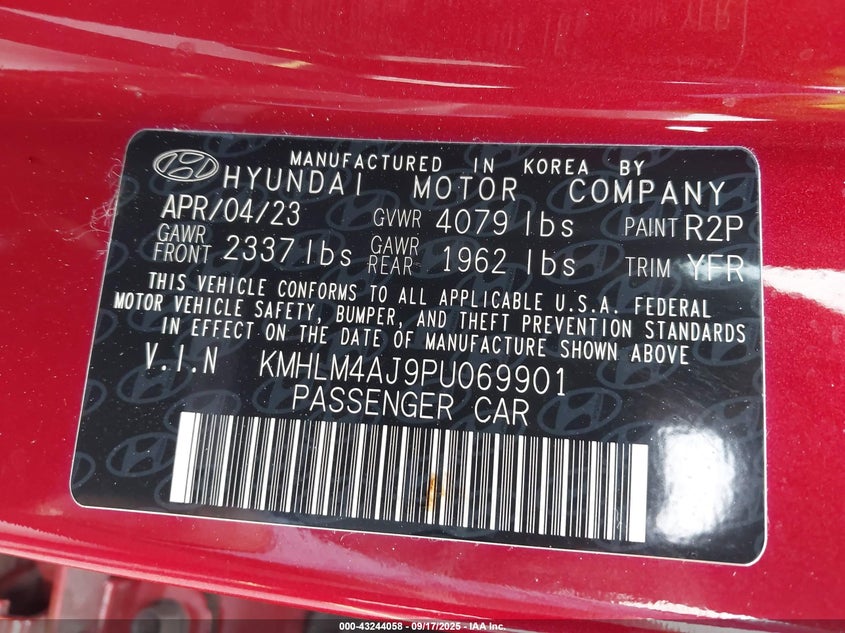 MANUFACTURED IN KOREA BY
HYUNDAI MOTOR COMPANY
APR/04/23 GVWR 4079 lbs PAINT R2P
GAWR FRONT 2337 lbs GAWR REAR 1962 lbs TRIM YFR
THIS VEHICLE CONFORMS TO ALL APPLICABLE U.S.A. FEDERAL
MOTOR VEHICLE SAFETY, BUMPER, AND THEFT PREVENTION STANDARDS
IN EFFECT ON THE DATE OF MANUFACTURE SHOWN ABOVE
V.I.N KMHLM4AJ9PU069901
PASSENGER CAR
000-43244058 - 09/17/2025 - IAA Inc.